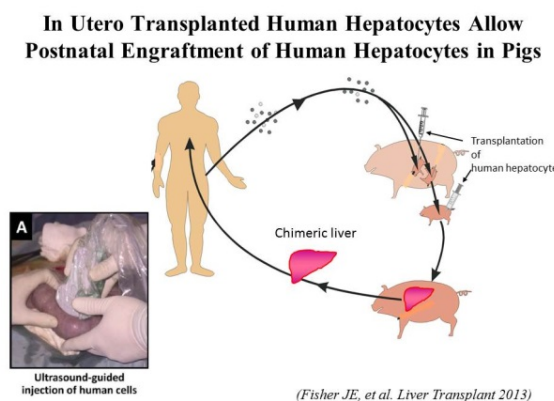 In Utero Transplanted Human Hepatocytes Allow
Postnatal Engraftment of Human Hepatocytes in Pigs
Transplantation
of
human hepatocyte
Chimeric liver
A
Ultrasound-guided
injection of human cells
(Fisher JE, et al. Liver Transplant 2013)